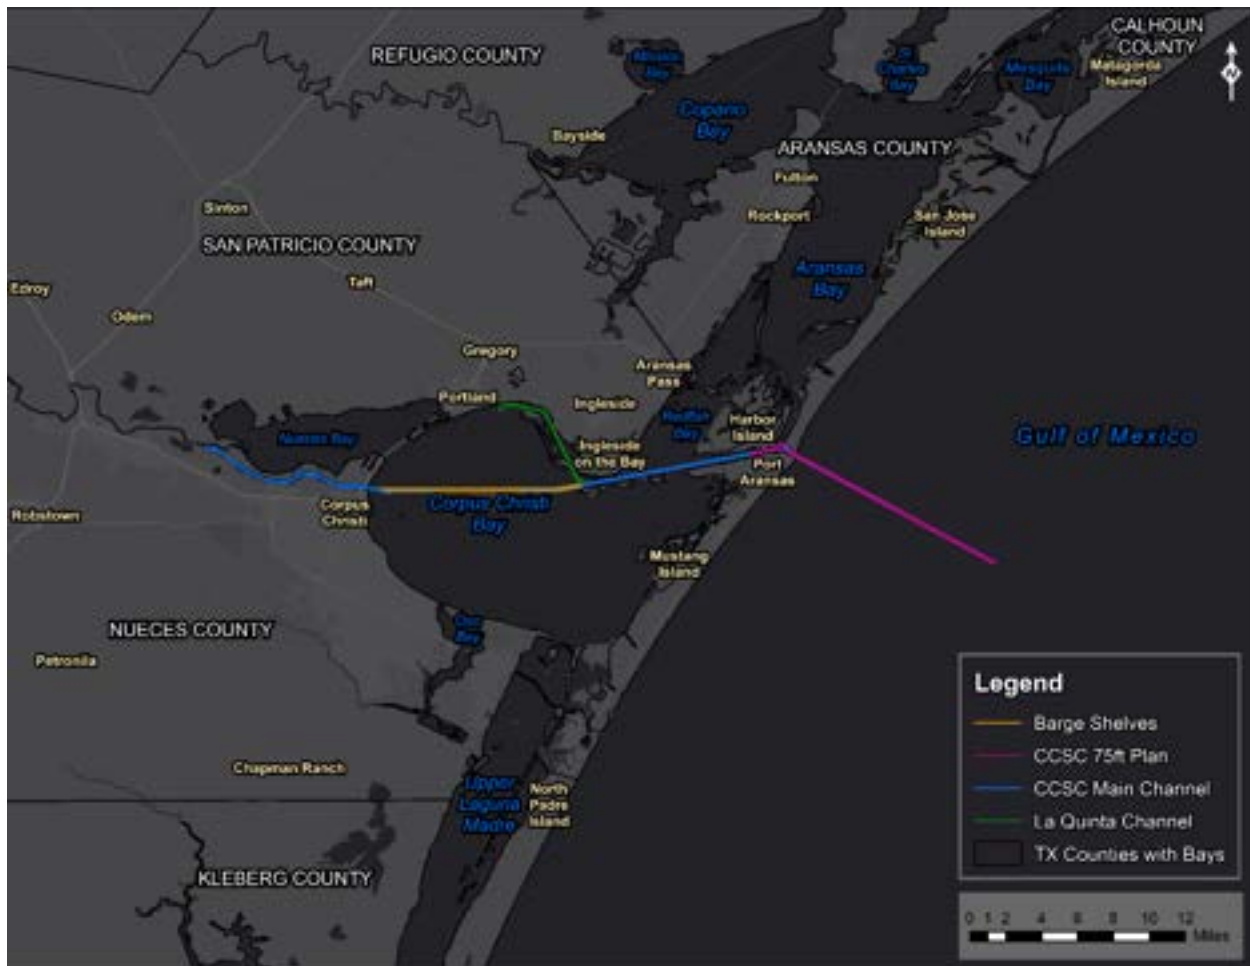 CALHOUN
COUNTY
REFUGIO COUNTY
Mission
Bay
St
Charles
Bay
Mesquite
Bay
Matagorda
Island
N
Copano
Bay
Bayside
ARANSAS COUNTY
Fulton
Sinton
Rockport
San Jose
Island
SAN PATRICIO COUNTY
Aransas
Bay
Taft
Edroy
Odem
Gregory
Aransas
Pass
Portland
Ingleside
Redfish
Bay
Harbor
Island
Nueces Bay
Gulf of Mexico
Ingleside
on the Bay
Port
Aransas
Corpus
Christi
Corpus Christi
Bay
Robstown
Mustang
Island
NUECES COUNTY
Oso
Bay
Petronila
Chapman Ranch
Upper
Laguna
Madre
North
Padre
Island
KLEBERG COUNTY
Legend
Barge Shelves
CCSC 75ft Plan
CCSC Main Channel
La Quinta Channel
TX Counties with Bays
0 1 2 4 6 8 10 12
Miles